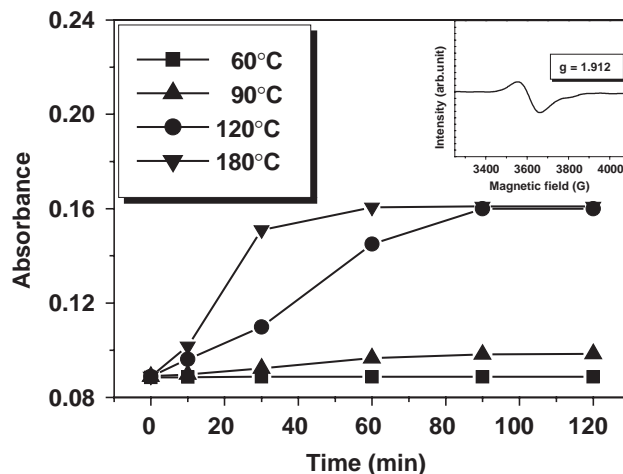 0.24
0.20
0.16
0.12
0.08
Absorbance
60°C
90°C
120°C
180°C
Intensity (arb.unit)
g = 1.912
3400 3600 3800 4000
Magnetic field (G)
0 20 40 60 80 100 120
Time (min)